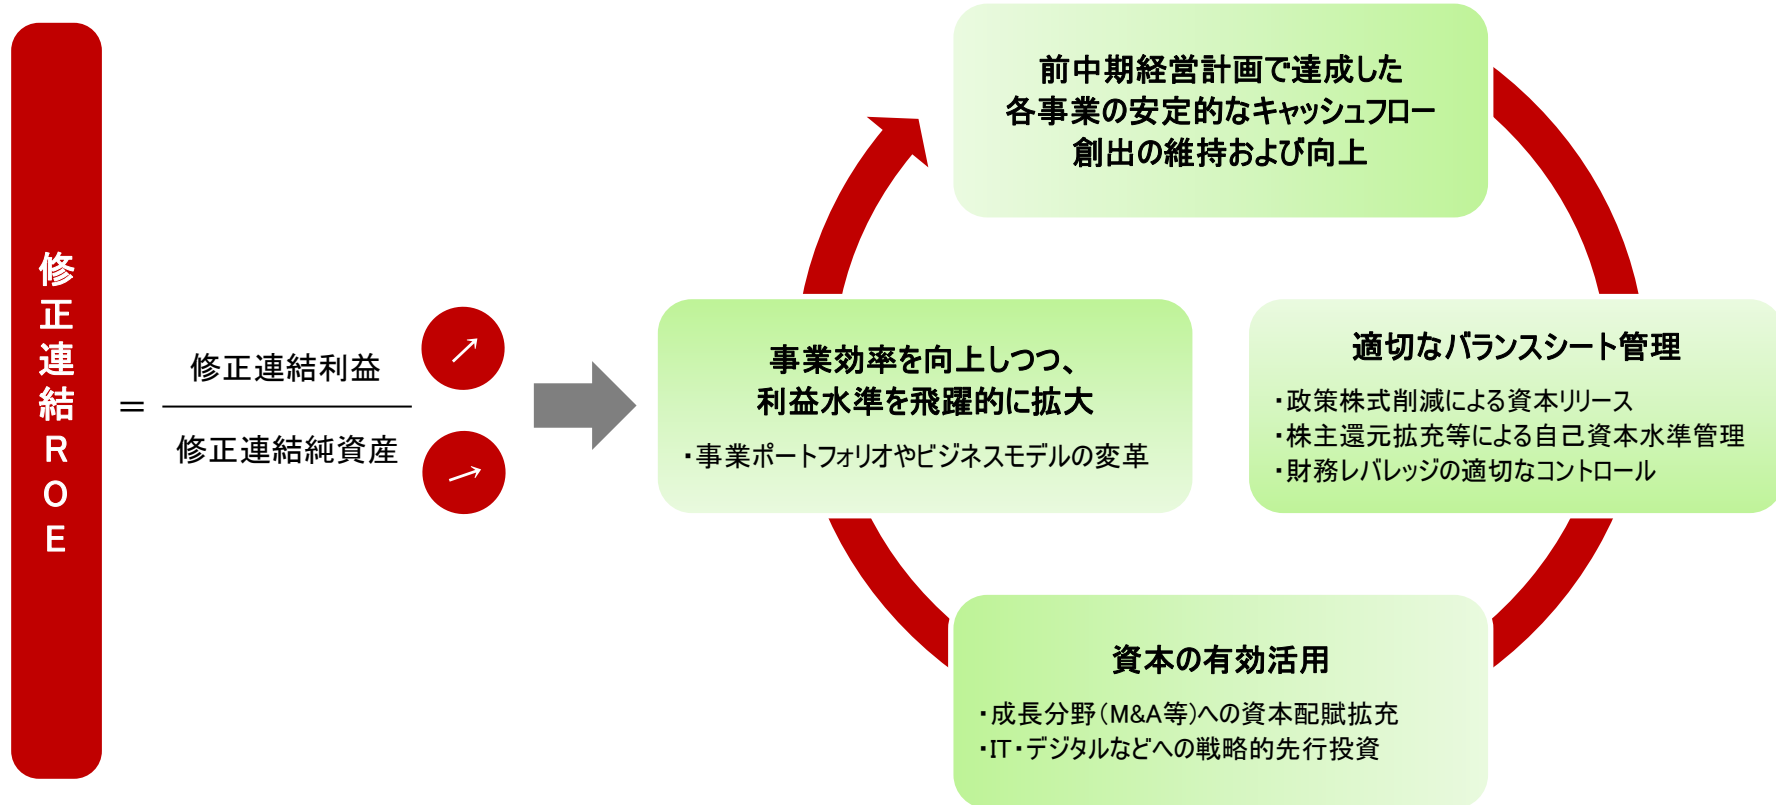 修正連結ROE
=
修正連結利益
↗
修正連結純資産
→
前中期経営計画で達成した
各事業の安定的なキャッシュフロー
創出の維持および向上
事業効率を向上しつつ、
利益水準を飛躍的に拡大
・事業ポートフォリオやビジネスモデルの変革
適切なバランスシート管理
・政策株式削減による資本リリース
・株主還元拡充等による自己資本水準管理
・財務レバレッジの適切なコントロール
資本の有効活用
・成長分野（M&A等）への資本配賦拡充
・IT・デジタルなどへの戦略的先行投資